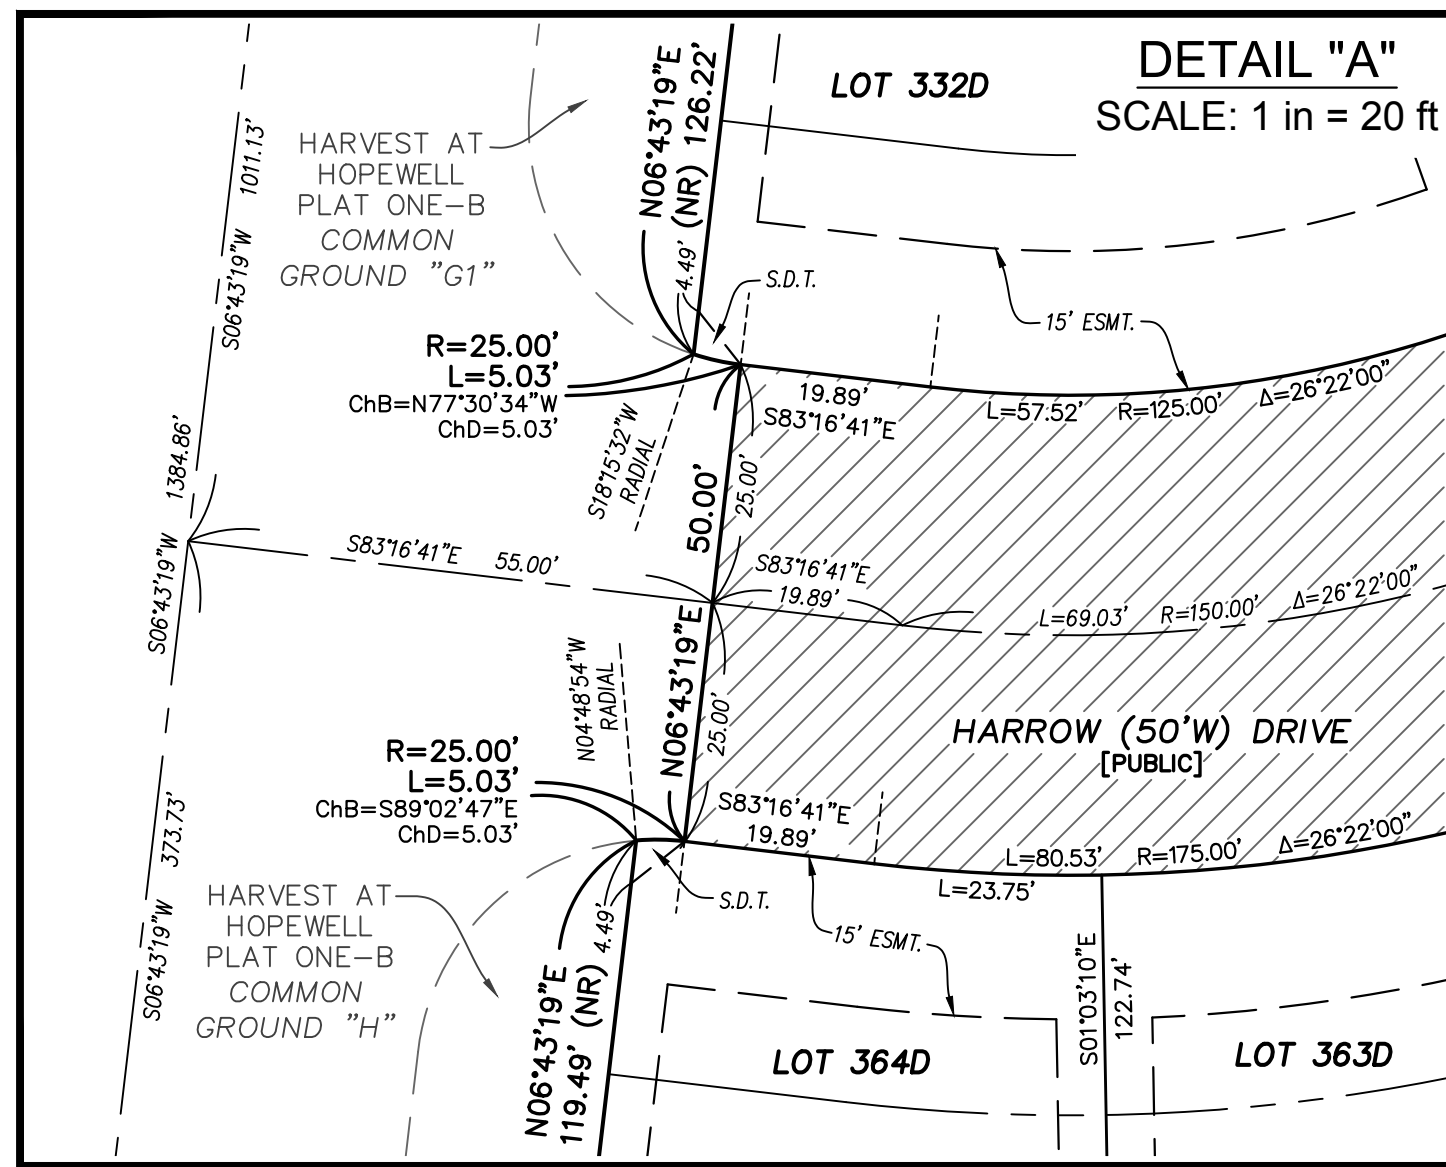 DETAIL "A"
SCALE: 1 in = 20 ft
LOT 332D
N06°43'19"E
(NR) 126.22'
1011.13'
S06°43'19"W
HARVEST AT
HOPEWELL
PLAT ONE-B
COMMON
GROUND "G1"
4.49'
S.D.T.
15' ESMT.
R=25.00'
L=5.03'
ChB=N77°30'34"W
ChD=5.03'
19.89'
S83°16'41"E
L=57.52' R=125.00' Δ=26°22'00"
S18°15'32"W
RADIAL
1384.86'
S06°43'19"W
50.00'
N06°43'19"E
25.00'
S83°16'41"E 55.00'
S83°16'41"E
19.89'
L=69.03' R=150.00' Δ=26°22'00"
N04°48'54"W
RADIAL
25.00'
HARROW (50'W) DRIVE
[PUBLIC]
R=25.00'
L=5.03'
ChB=S89°02'47"E
ChD=5.03'
S83°16'41"E
19.89'
L=80.53' R=175.00' Δ=26°22'00"
L=23.75'
373.73'
S06°43'19"W
HARVEST AT
HOPEWELL
PLAT ONE-B
COMMON
GROUND "H"
4.49'
S.D.T.
15' ESMT.
N06°43'19"E
119.49' (NR)
S01°03'10"E
122.74'
LOT 364D
LOT 363D